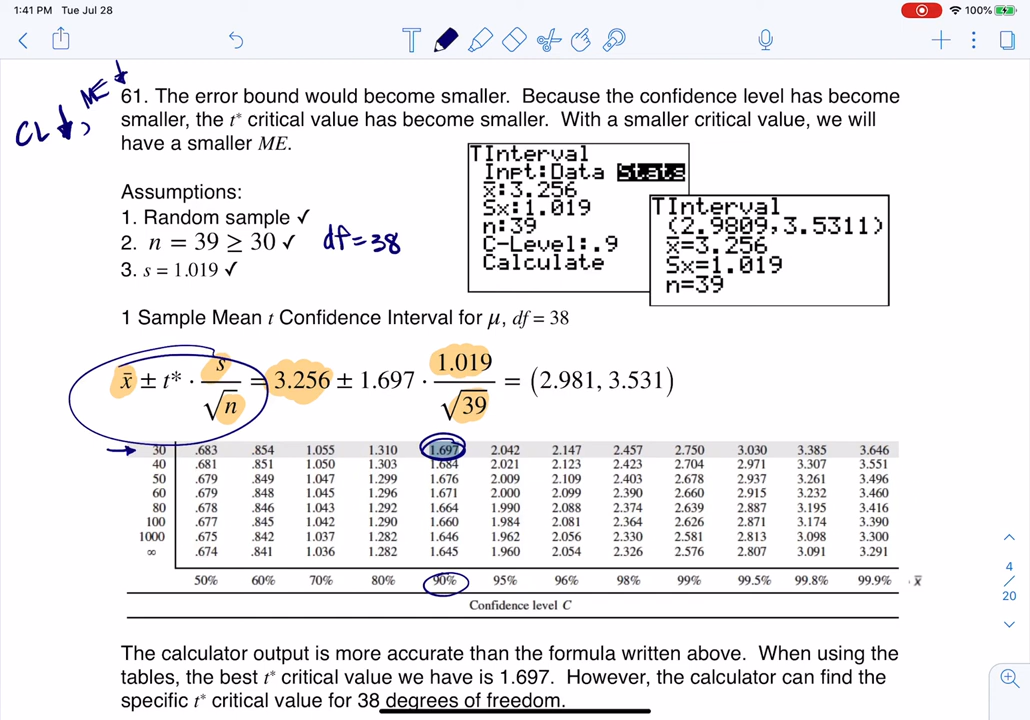 1:41 PM Tue Jul 28
100%
ME ↓
CL ↓,
61. The error bound would become smaller. Because the confidence level has become
smaller, the t* critical value has become smaller. With a smaller critical value, we will
have a smaller ME.
TInterval
Inpt:Data Stats
x̄:3.256
Sx:1.019
n:39
C-Level:.9
Calculate
TInterval
(2.9809,3.5311)
x̄=3.256
Sx=1.019
n=39
Assumptions:
1. Random sample ✓
2. n = 39 ≥ 30 ✓
df=38
3. s = 1.019 ✓
1 Sample Mean t Confidence Interval for μ, df = 38
x̄ ± t* · s/√n = 3.256 ± 1.697 · 1.019/√39 = (2.981, 3.531)
→ 30 .683 .854 1.055 1.310 1.697 2.042 2.147 2.457 2.750 3.030 3.385 3.646
40 .681 .851 1.050 1.303 1.684 2.021 2.123 2.423 2.704 2.971 3.307 3.551
50 .679 .849 1.047 1.299 1.676 2.009 2.109 2.403 2.678 2.937 3.261 3.496
60 .679 .848 1.045 1.296 1.671 2.000 2.099 2.390 2.660 2.915 3.232 3.460
80 .678 .846 1.043 1.292 1.664 1.990 2.088 2.374 2.639 2.887 3.195 3.416
100 .677 .845 1.042 1.290 1.660 1.984 2.081 2.364 2.626 2.871 3.174 3.390
1000 .675 .842 1.037 1.282 1.646 1.962 2.056 2.330 2.581 2.813 3.098 3.300
∞ .674 .841 1.036 1.282 1.645 1.960 2.054 2.326 2.576 2.807 3.091 3.291
50% 60% 70% 80% 90% 95% 96% 98% 99% 99.5% 99.8% 99.9% x̄
Confidence level C
4
/
20
The calculator output is more accurate than the formula written above. When using the
tables, the best t* critical value we have is 1.697. However, the calculator can find the
specific t* critical value for 38 degrees of freedom.